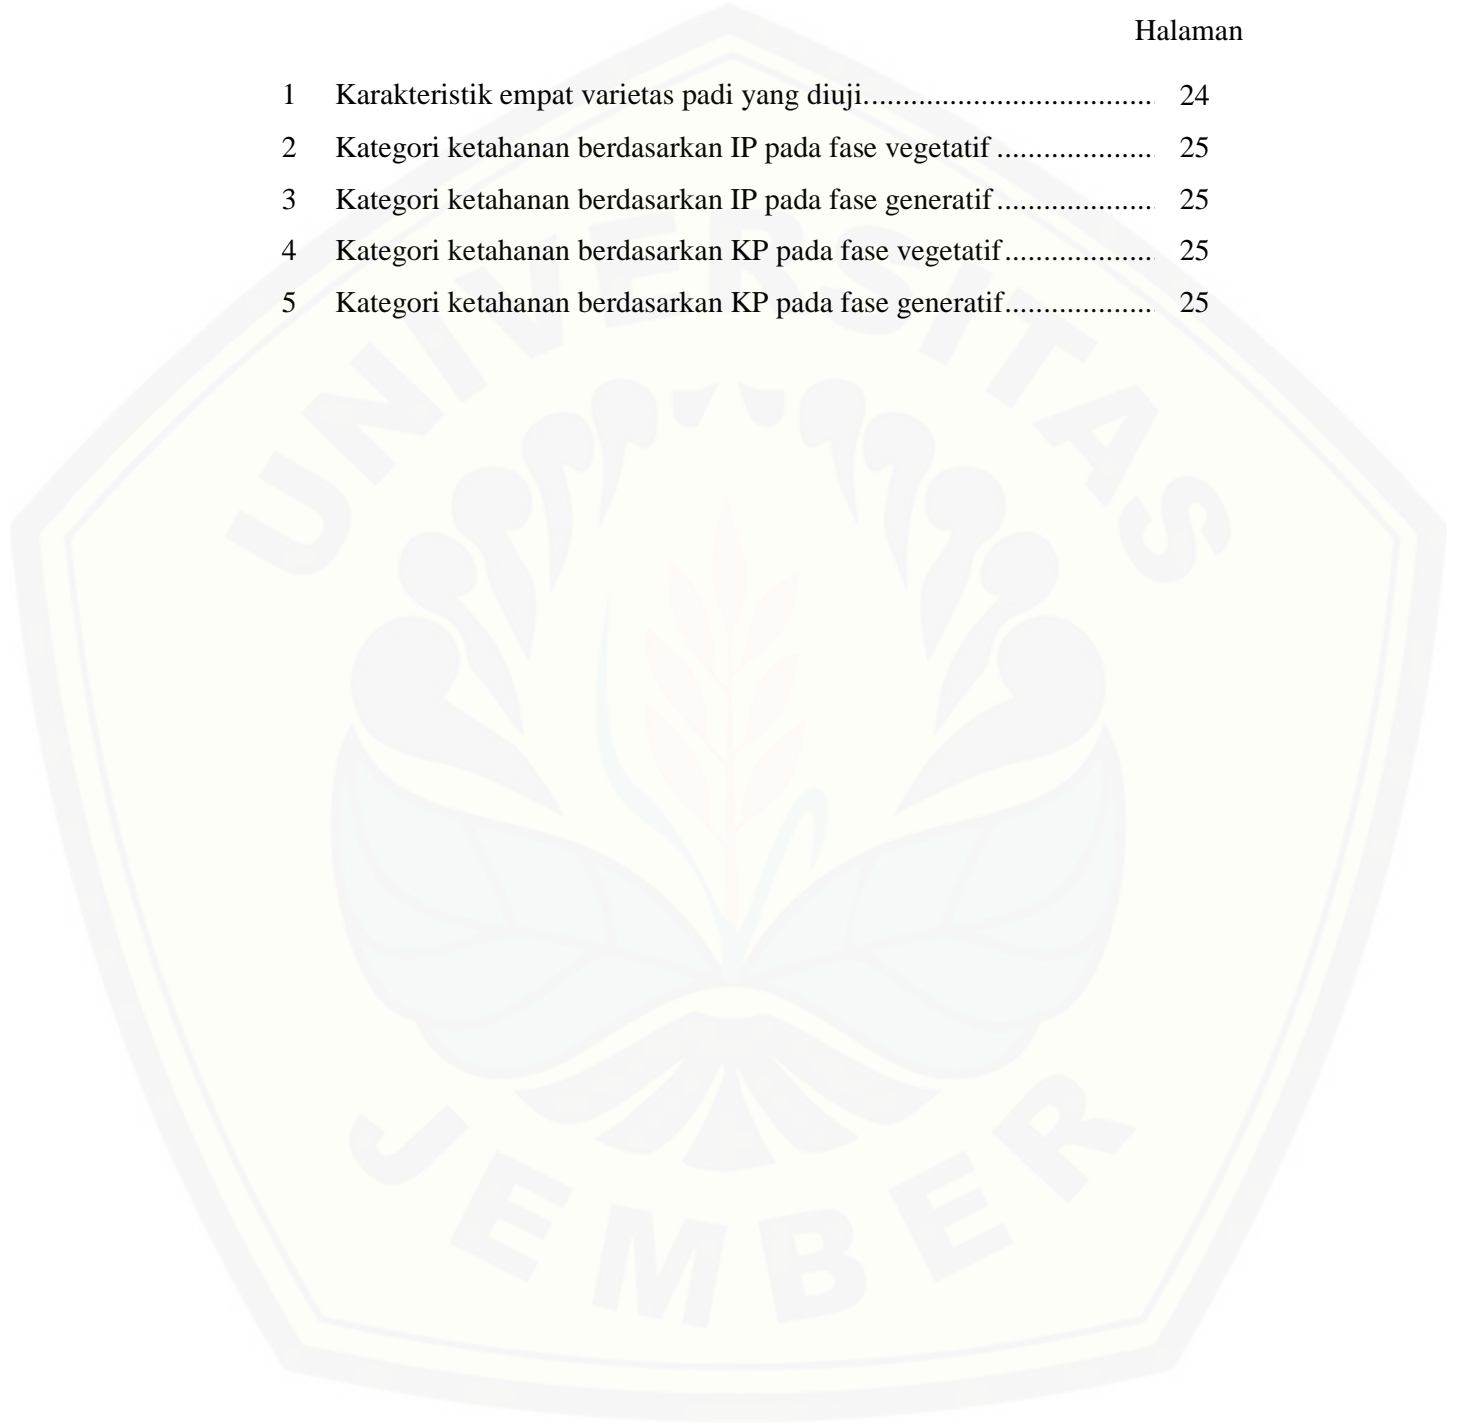 Halaman
1 Karakteristik empat varietas padi yang diuji..................................... 24
2 Kategori ketahanan berdasarkan IP pada fase vegetatif .................... 25
3 Kategori ketahanan berdasarkan IP pada fase generatif .................... 25
4 Kategori ketahanan berdasarkan KP pada fase vegetatif ................... 25
5 Kategori ketahanan berdasarkan KP pada fase generatif ................... 25
UNIVERSITAS
JEMBER